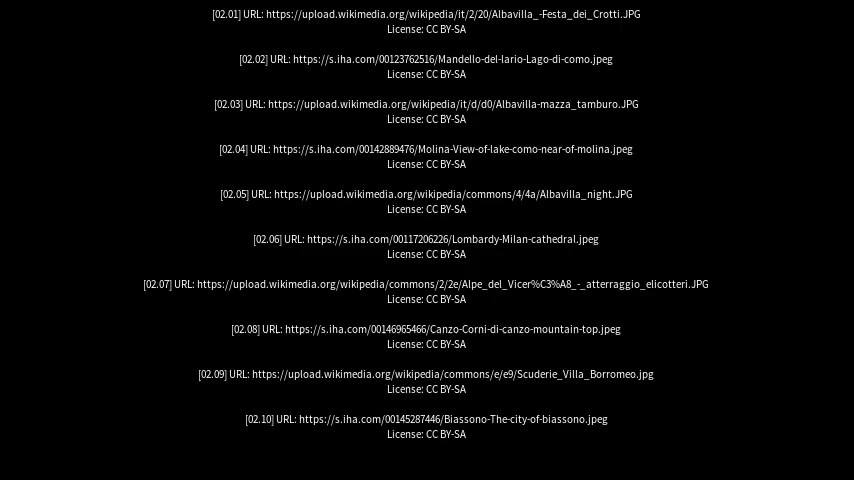 [02.01] URL: https://upload.wikimedia.org/wikipedia/it/2/20/Albavilla_-Festa_dei_Crotti.JPG
License: CC BY-SA
[02.02] URL: https://s.iha.com/00123762516/Mandello-del-lario-Lago-di-como.jpeg
License: CC BY-SA
[02.03] URL: https://upload.wikimedia.org/wikipedia/it/d/d0/Albavilla-mazza_tamburo.JPG
License: CC BY-SA
[02.04] URL: https://s.iha.com/00142889476/Molina-View-of-lake-como-near-of-molina.jpeg
License: CC BY-SA
[02.05] URL: https://upload.wikimedia.org/wikipedia/commons/4/4a/Albavilla_night.JPG
License: CC BY-SA
[02.06] URL: https://s.iha.com/00117206226/Lombardy-Milan-cathedral.jpeg
License: CC BY-SA
[02.07] URL: https://upload.wikimedia.org/wikipedia/commons/2/2e/Alpe_del_Vicer%C3%A8_-_atterraggio_elicotteri.JPG
License: CC BY-SA
[02.08] URL: https://s.iha.com/00146965466/Canzo-Corni-di-canzo-mountain-top.jpeg
License: CC BY-SA
[02.09] URL: https://upload.wikimedia.org/wikipedia/commons/e/e9/Scuderie_Villa_Borromeo.jpg
License: CC BY-SA
[02.10] URL: https://s.iha.com/00145287446/Biassono-The-city-of-biassono.jpeg
License: CC BY-SA